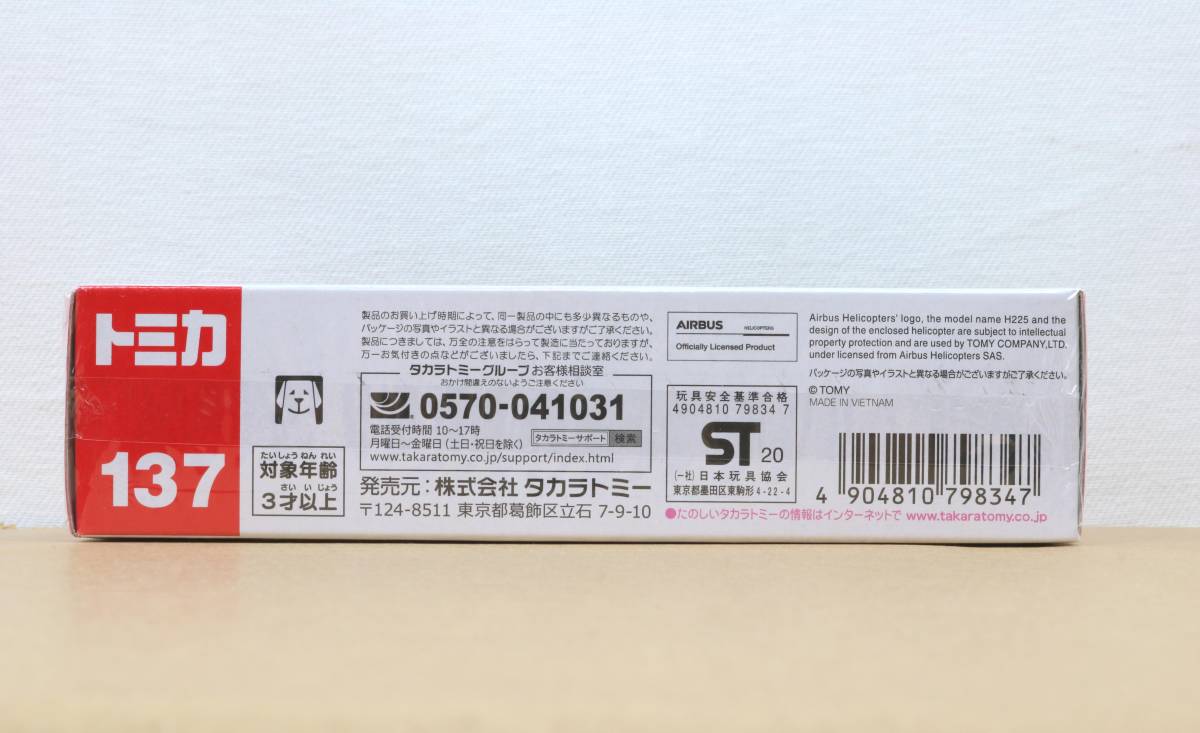 トミカ
137
たいしょうねんれい
対象年齢
さい いじょう
3才以上
製品のお買い上げ時期によって、同一製品の中にも多少異なるものや、
パッケージの写真やイラストと異なる場合がございますがご了承ください。
製品につきましては、万全の注意をはらって製造に当たっておりますが、
万一お気付きの点などがございましたら、下記までご連絡ください。
タカラトミーグループ お客様相談室
おかけ間違えのないようご注意ください
0570-041031
電話受付時間 10〜17時
月曜日〜金曜日(土・日・祝日を除く)
タカラトミーサポート 検索
www.takaratomy.co.jp/support/index.html
発売元:株式会社 タカラトミー
〒124-8511 東京都葛飾区立石 7-9-10
AIRBUS HELICOPTERS
Officially Licensed Product
玩具安全基準合格
4904810 79834 7
ST 20
(一社)日本玩具協会
東京都墨田区東駒形 4-22-4
Airbus Helicopters' logo, the model name H225 and the
design of the enclosed helicopter are subject to intellectual
property protection and are used by TOMY COMPANY,LTD.
under licensed from Airbus Helicopters SAS.
パッケージの写真やイラストと異なる場合がございますがご了承ください。
© TOMY
MADE IN VIETNAM
4 904810 798347
●たのしいタカラトミーの情報はインターネットで www.takaratomy.co.jp